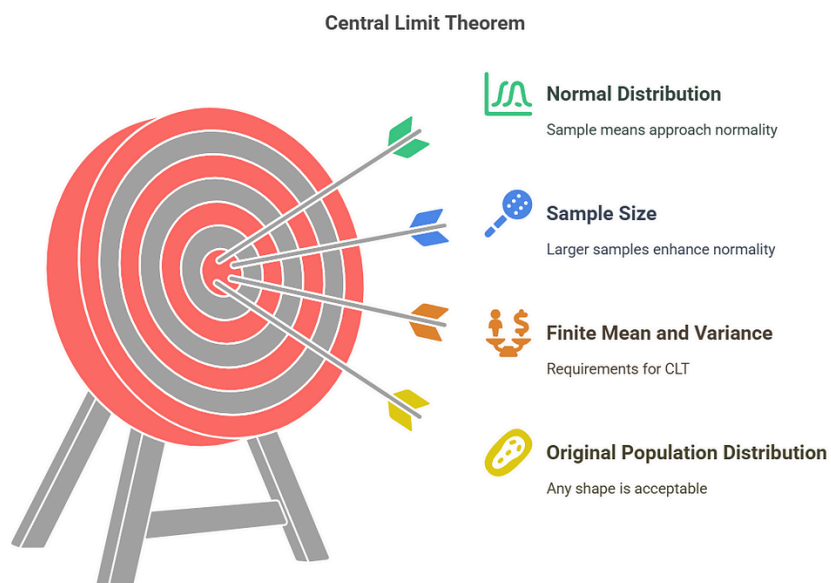 Central Limit Theorem
Normal Distribution
Sample means approach normality
Sample Size
Larger samples enhance normality
Finite Mean and Variance
Requirements for CLT
Original Population Distribution
Any shape is acceptable